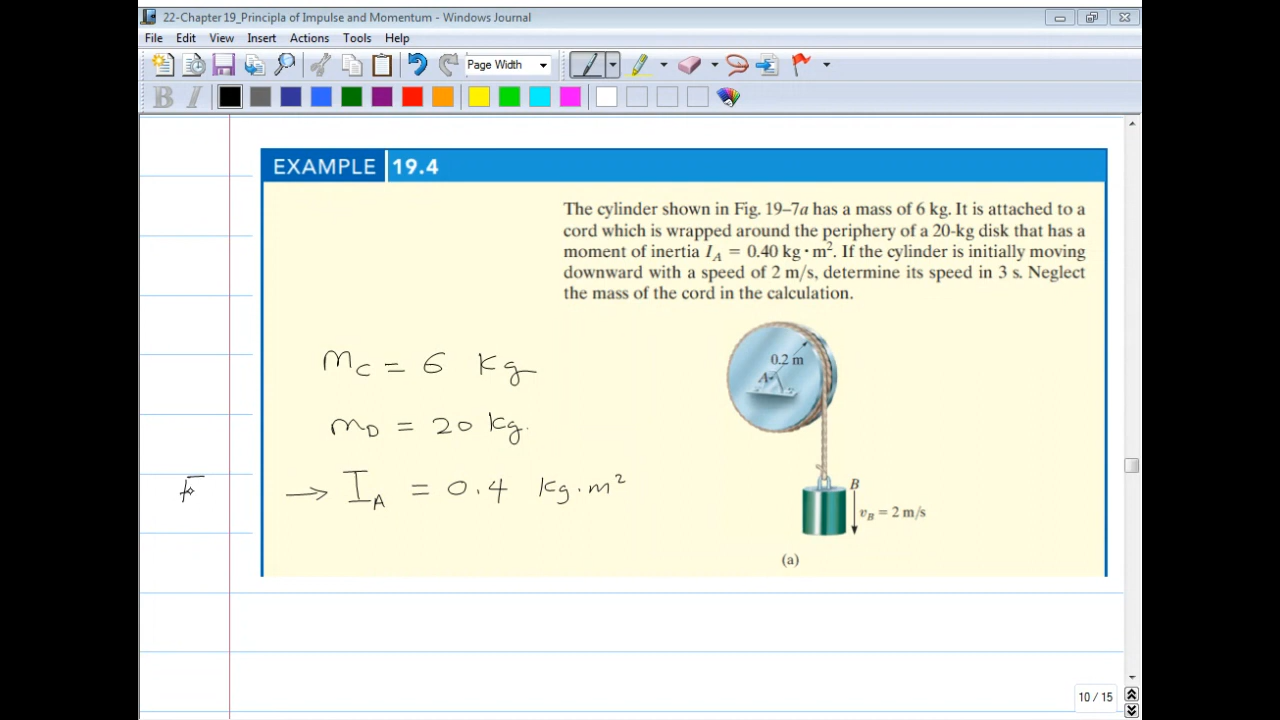 22-Chapter 19_Principla of Impulse and Momentum - Windows Journal
File Edit View Insert Actions Tools Help
Page Width
B I
EXAMPLE 19.4
The cylinder shown in Fig. 19–7a has a mass of 6 kg. It is attached to a
cord which is wrapped around the periphery of a 20-kg disk that has a
moment of inertia I_A = 0.40 kg · m². If the cylinder is initially moving
downward with a speed of 2 m/s, determine its speed in 3 s. Neglect
the mass of the cord in the calculation.
0.2 m
A
m_C = 6 kg
m_D = 20 kg.
→ I_A = 0.4 kg.m²
B
v_B = 2 m/s
(a)
10 / 15